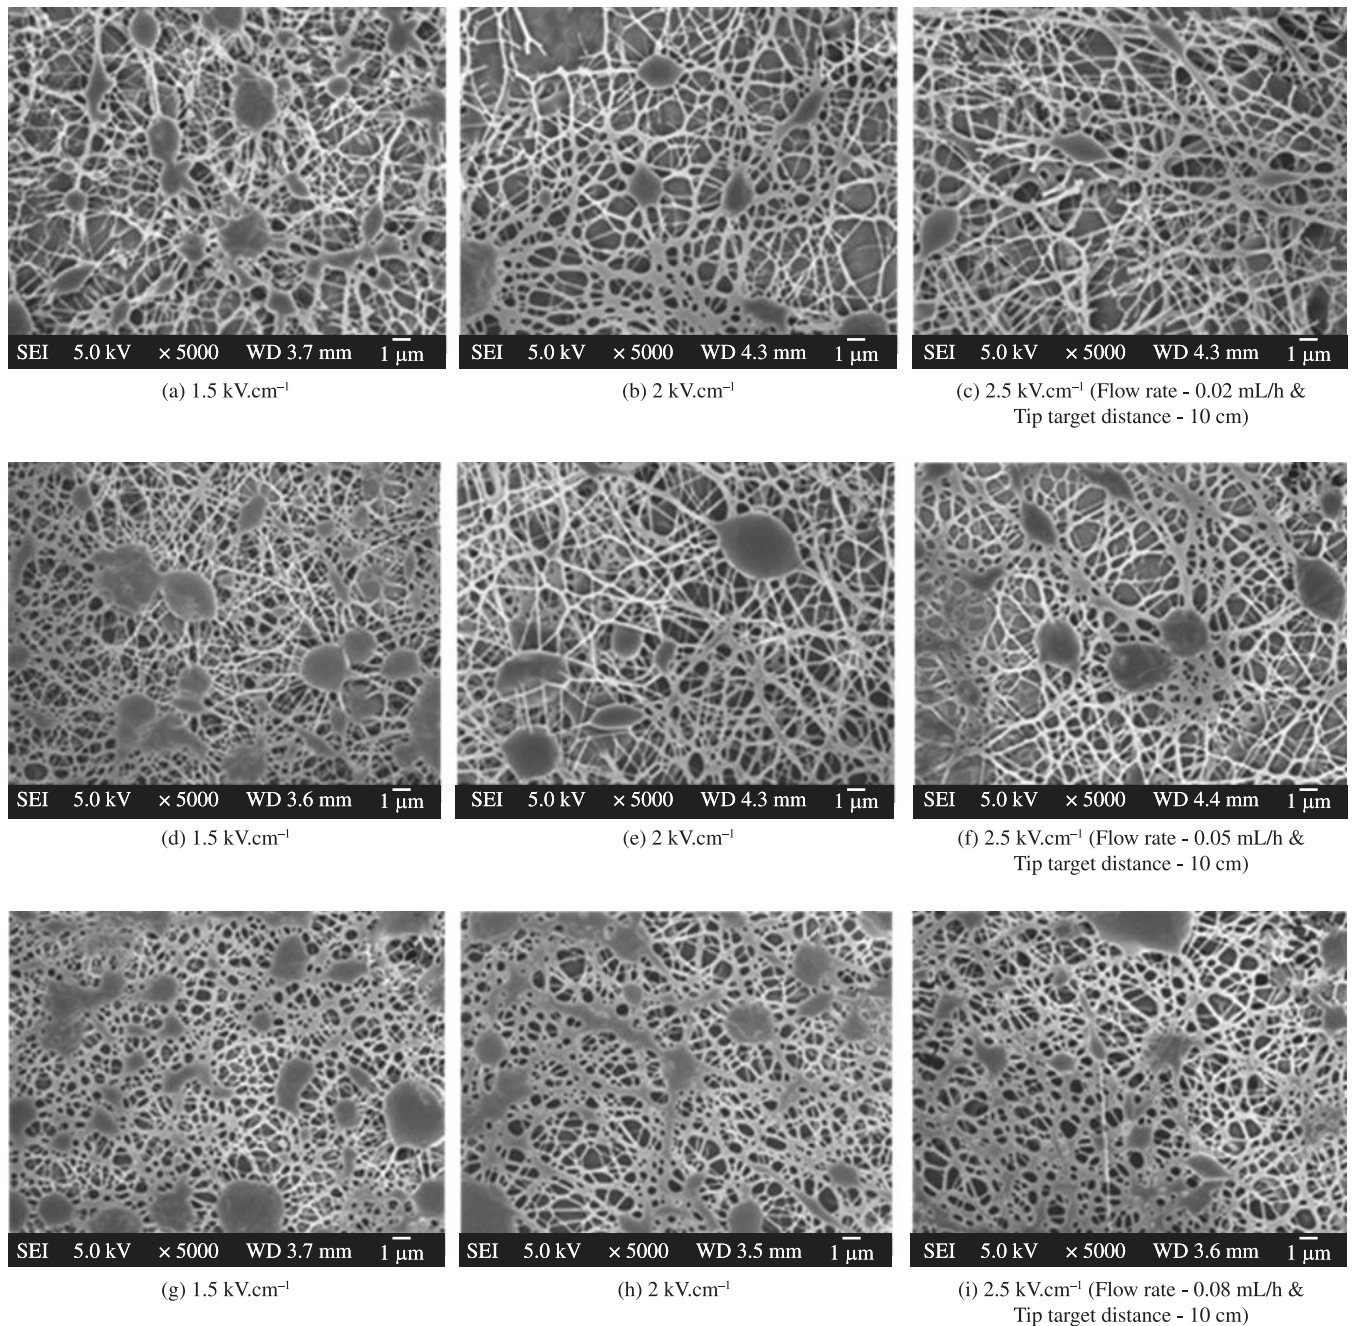 SEI 5.0 kV × 5000 WD 3.7 mm 1 μm
SEI 5.0 kV × 5000 WD 4.3 mm 1 μm
SEI 5.0 kV × 5000 WD 4.3 mm 1 μm
(a) 1.5 kV.cm⁻¹
(b) 2 kV.cm⁻¹
(c) 2.5 kV.cm⁻¹ (Flow rate - 0.02 mL/h &
Tip target distance - 10 cm)
SEI 5.0 kV × 5000 WD 3.6 mm 1 μm
SEI 5.0 kV × 5000 WD 4.3 mm 1 μm
SEI 5.0 kV × 5000 WD 4.4 mm 1 μm
(d) 1.5 kV.cm⁻¹
(e) 2 kV.cm⁻¹
(f) 2.5 kV.cm⁻¹ (Flow rate - 0.05 mL/h &
Tip target distance - 10 cm)
SEI 5.0 kV × 5000 WD 3.7 mm 1 μm
SEI 5.0 kV × 5000 WD 3.5 mm 1 μm
SEI 5.0 kV × 5000 WD 3.6 mm 1 μm
(g) 1.5 kV.cm⁻¹
(h) 2 kV.cm⁻¹
(i) 2.5 kV.cm⁻¹ (Flow rate - 0.08 mL/h &
Tip target distance - 10 cm)